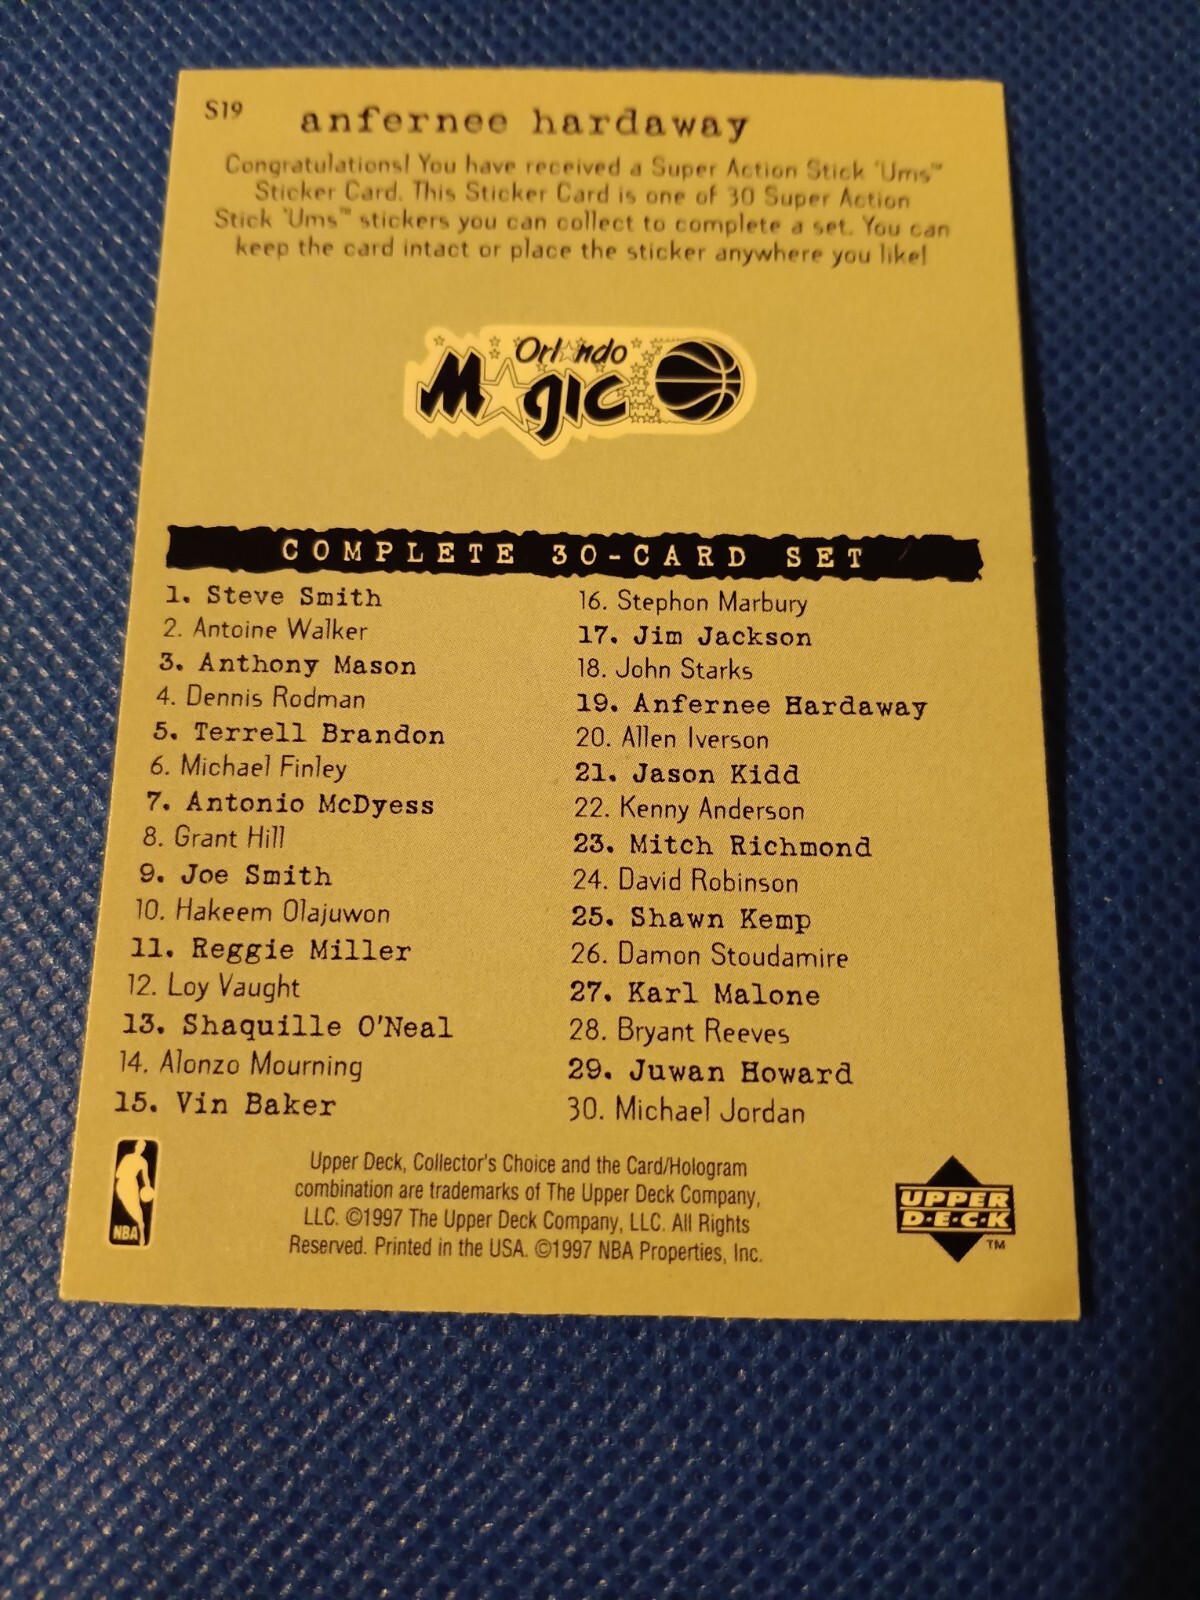 S19 anfernee hardaway
Congratulations! You have received a Super Action Stick 'Ums™
Sticker Card. This Sticker Card is one of 30 Super Action
Stick 'Ums™ stickers you can collect to complete a set. You can
keep the card intact or place the sticker anywhere you like!
Orlando
Magic
COMPLETE 30-CARD SET
1. Steve Smith
2. Antoine Walker
3. Anthony Mason
4. Dennis Rodman
5. Terrell Brandon
6. Michael Finley
7. Antonio McDyess
8. Grant Hill
9. Joe Smith
10. Hakeem Olajuwon
11. Reggie Miller
12. Loy Vaught
13. Shaquille O'Neal
14. Alonzo Mourning
15. Vin Baker
16. Stephon Marbury
17. Jim Jackson
18. John Starks
19. Anfernee Hardaway
20. Allen Iverson
21. Jason Kidd
22. Kenny Anderson
23. Mitch Richmond
24. David Robinson
25. Shawn Kemp
26. Damon Stoudamire
27. Karl Malone
28. Bryant Reeves
29. Juwan Howard
30. Michael Jordan
NBA
Upper Deck, Collector's Choice and the Card/Hologram
combination are trademarks of The Upper Deck Company,
LLC. ©1997 The Upper Deck Company, LLC. All Rights
Reserved. Printed in the USA. ©1997 NBA Properties, Inc.
UPPER
D·E·C·K
™